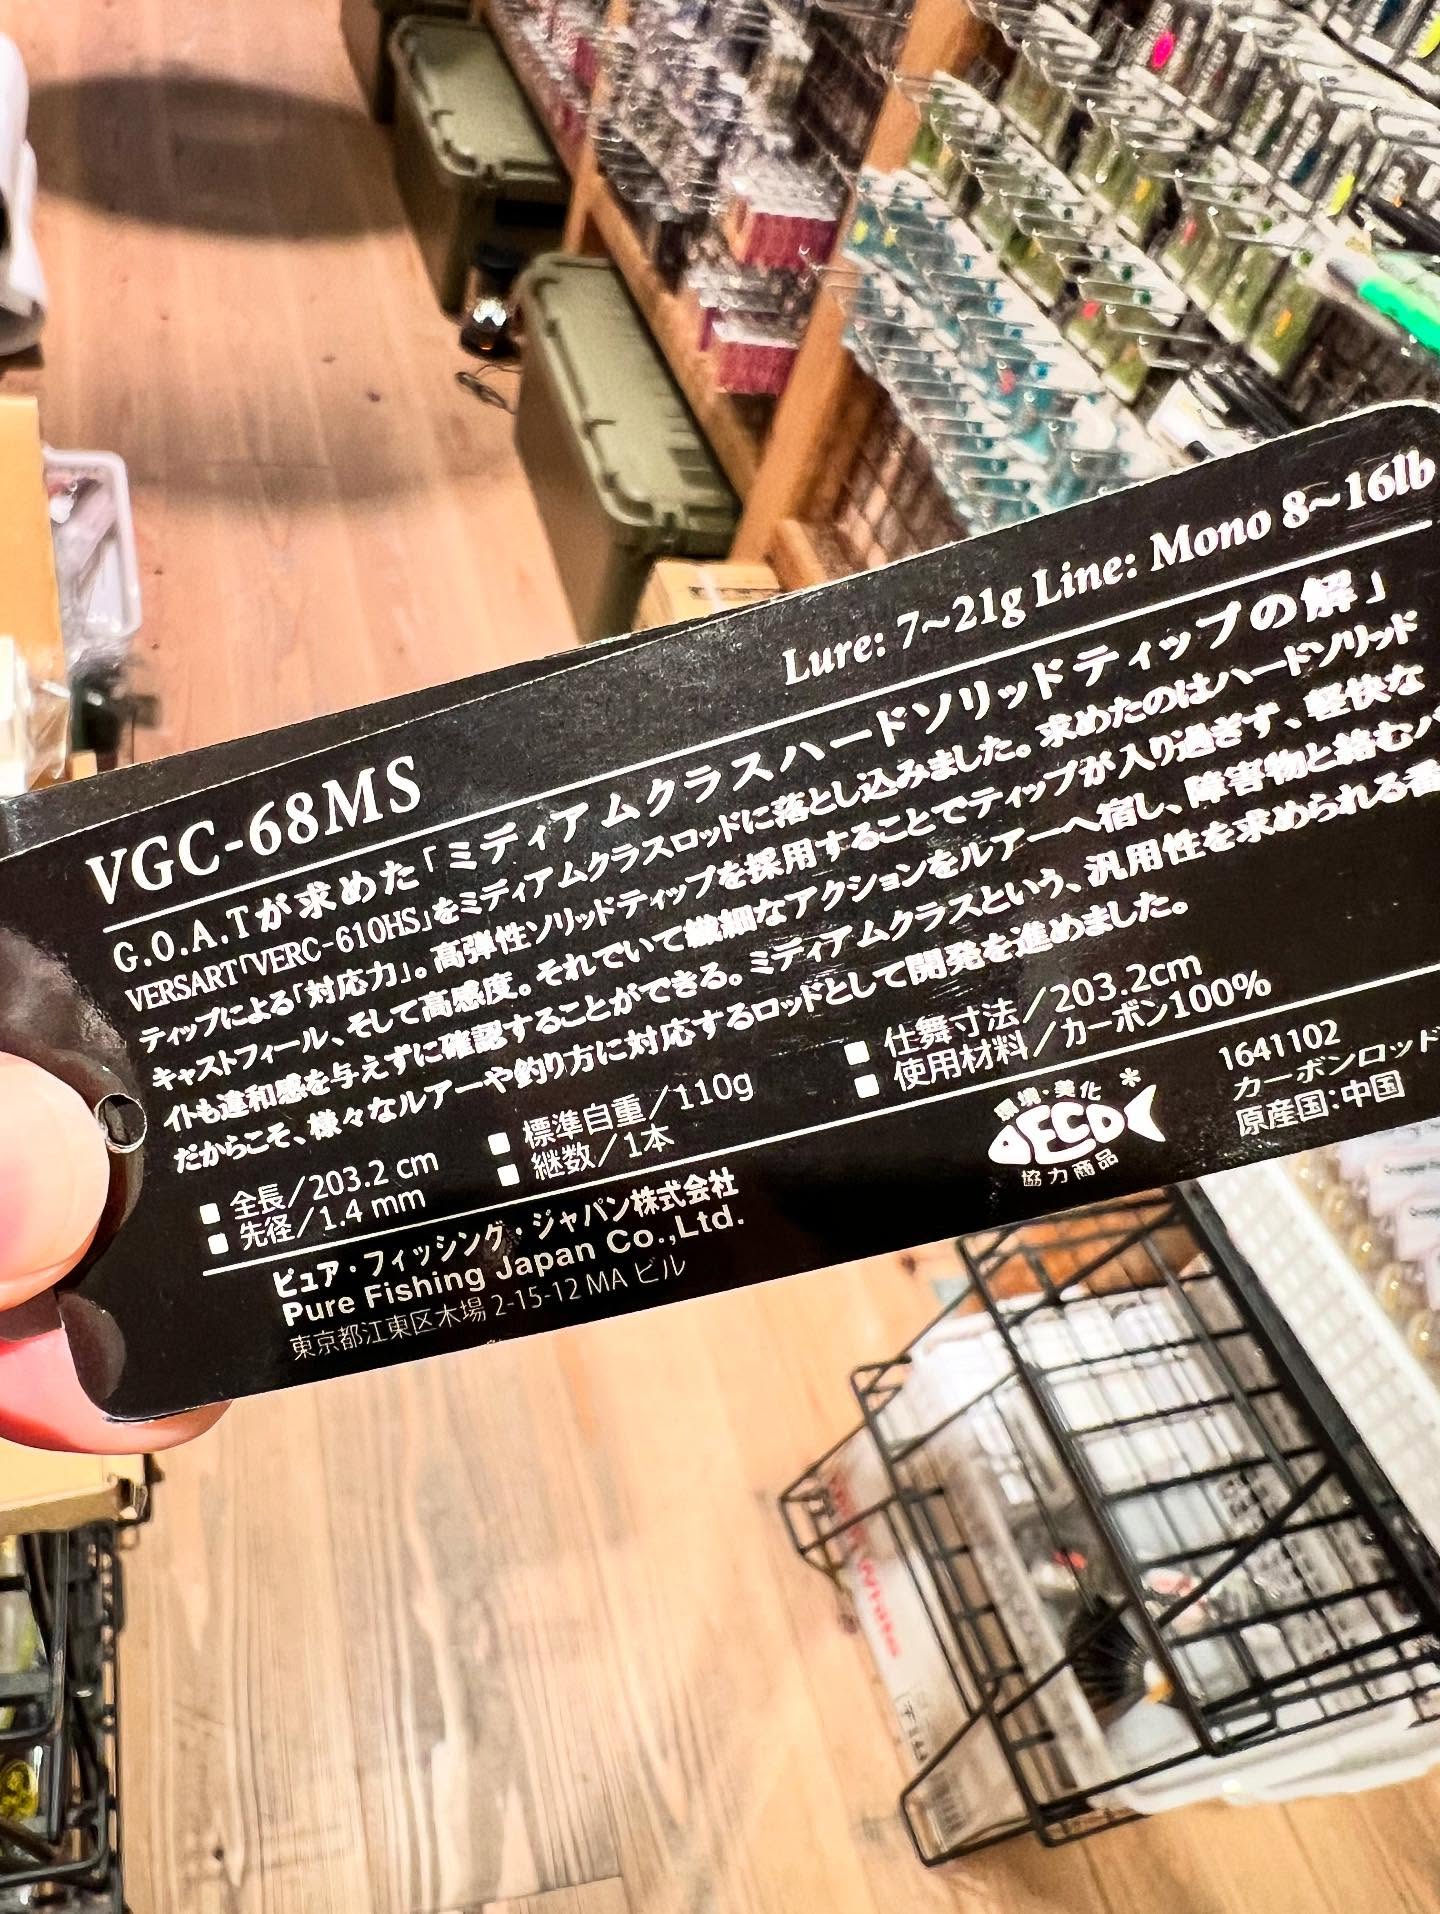 VGC-68MS
Lure: 7~21g Line: Mono 8~16lb
G.O.A.Tが求めた「ミディアムクラスハードソリッドティップの解」
VERSART「VERC-610HS」をミディアムクラスロッドに落とし込みました。求めたのはハードソリッド
ティップによる「対応力」。高弾性ソリッドティップを採用することでティップが入り過ぎず、軽快な
キャストフィール、そして高感度。それでいて繊細なアクションをルアーへ宿し、障害物と絡むバ
イトも違和感を与えずに確認することができる。ミディアムクラスという、汎用性を求められる番
だからこそ、様々なルアーや釣り方に対応するロッドとして開発を進めました。
■ 全長/203.2 cm ■ 標準自重/110g ■ 仕舞寸法/203.2cm
■ 先径/1.4 mm ■ 継数/1本 ■ 使用材料/カーボン100%
ピュア・フィッシング・ジャパン株式会社
Pure Fishing Japan Co.,Ltd.
東京都江東区木場 2-15-12 MA ビル
環境・美化
ECO
協力商品
1641102
カーボンロッド
原産国:中国
White